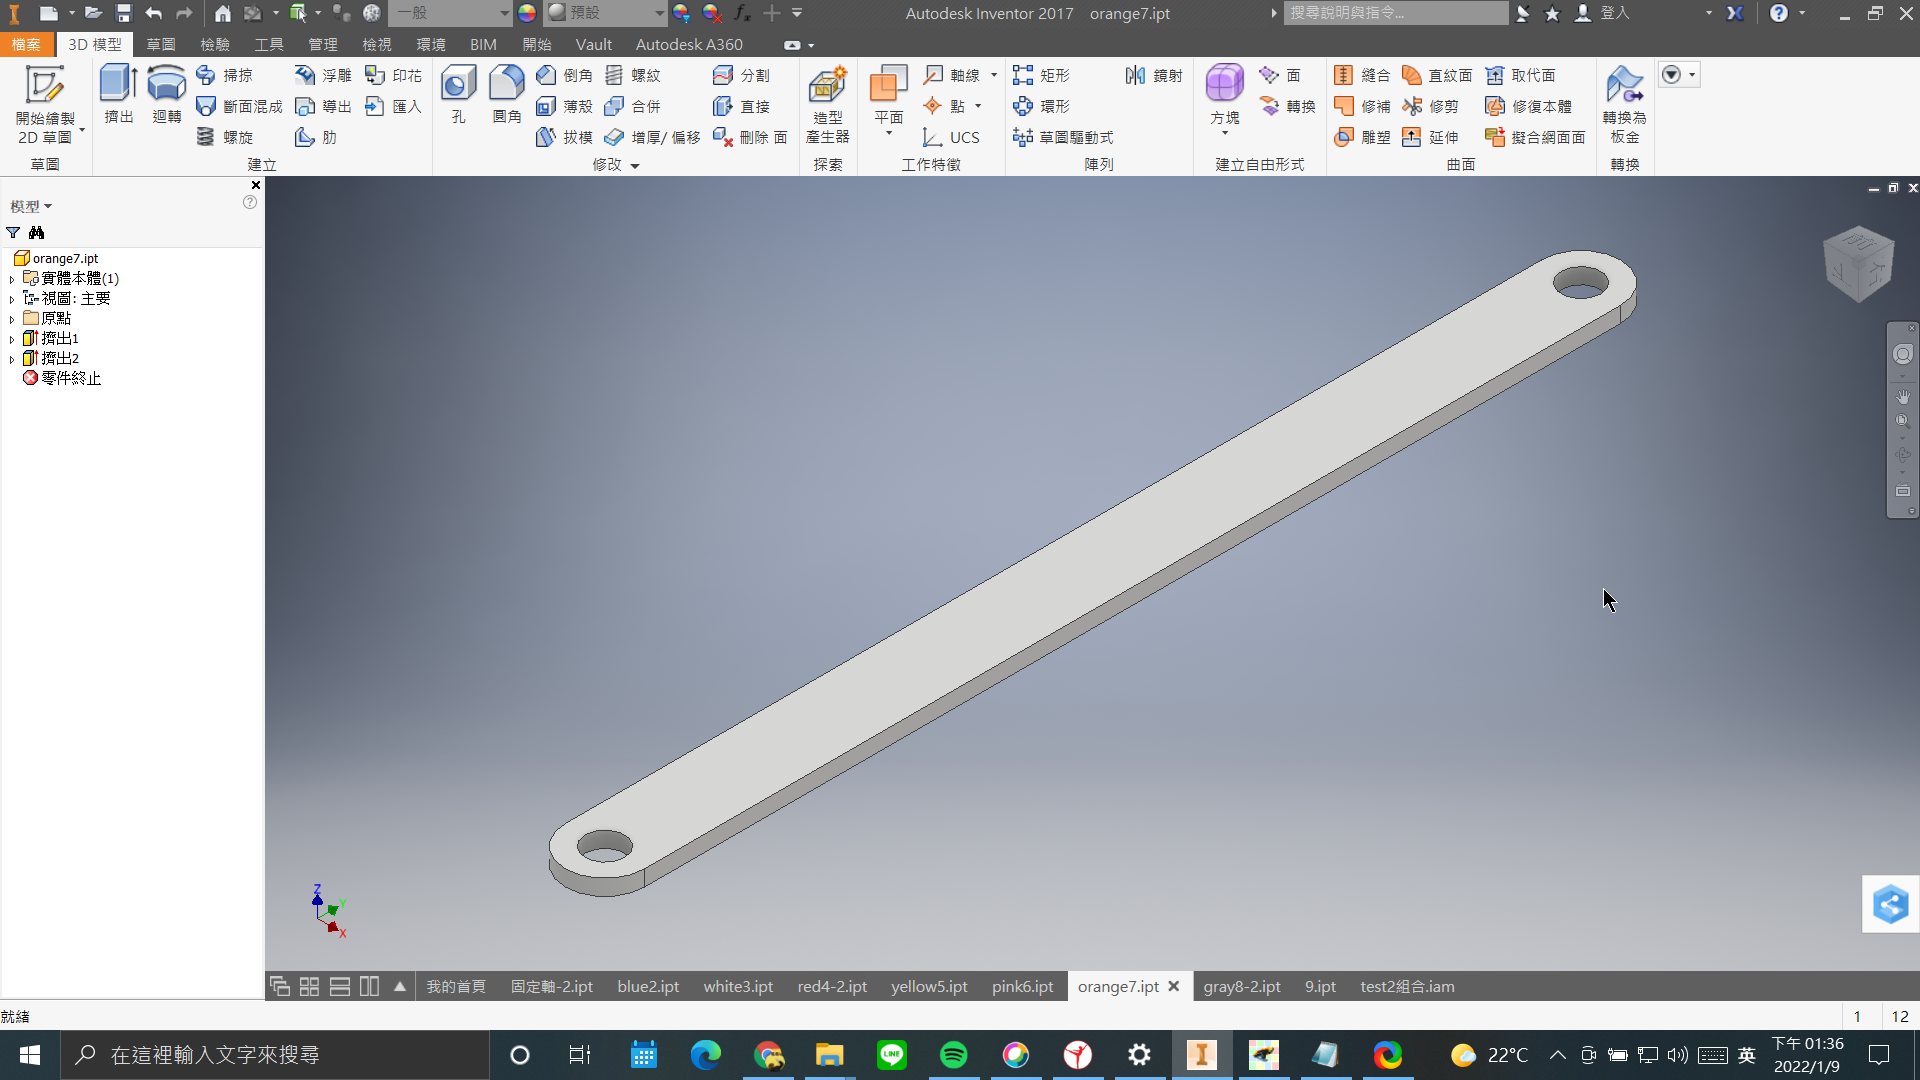 一般
預設
Autodesk Inventor 2017 orange7.ipt
搜尋說明與指令...
登入
檔案 3D 模型 草圖 檢驗 工具 管理 檢視 環境 BIM 開始 Vault Autodesk A360
開始繪製
2D 草圖
草圖
擠出
迴轉
掃掠
斷面混成
螺旋
浮雕
導出
肋
印花
匯入
建立
孔
圓角
倒角
薄殼
拔模
螺紋
合併
增厚/ 偏移
分割
直接
刪除 面
修改
造型
產生器
探索
平面
軸線
點
UCS
工作特徵
矩形
環形
草圖驅動式
鏡射
陣列
方塊
面
轉換
建立自由形式
縫合
修補
雕塑
直紋面
修剪
延伸
取代面
修復本體
擬合網面面
曲面
轉換為
板金
轉換
模型
orange7.ipt
實體本體(1)
視圖: 主要
原點
擠出1
擠出2
零件終止
Z
Y
X
我的首頁 固定軸-2.ipt blue2.ipt white3.ipt red4-2.ipt yellow5.ipt pink6.ipt orange7.ipt gray8-2.ipt 9.ipt test2組合.iam
就緒
1 12
在這裡輸入文字來搜尋
LINE
22°C
英
下午 01:36
2022/1/9